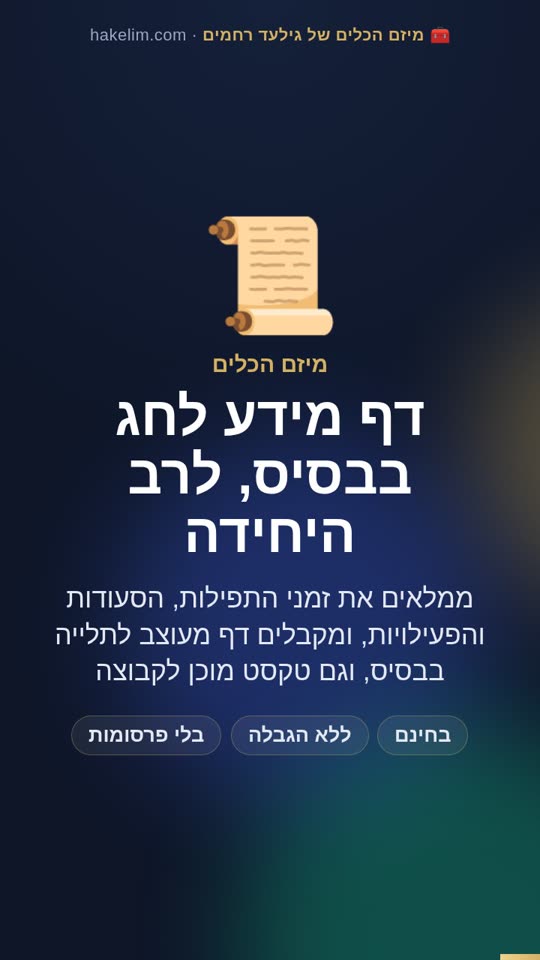 🧰 מיזם הכלים של גילעד רחמים · hakelim.com
מיזם הכלים
דף מידע לחג
בבסיס, לרב
היחידה
ממלאים את זמני התפילות, הסעודות
והפעילויות, ומקבלים דף מעוצב לתלייה
בבסיס, וגם טקסט מוכן לקבוצה
בחינם
ללא הגבלה
בלי פרסומות